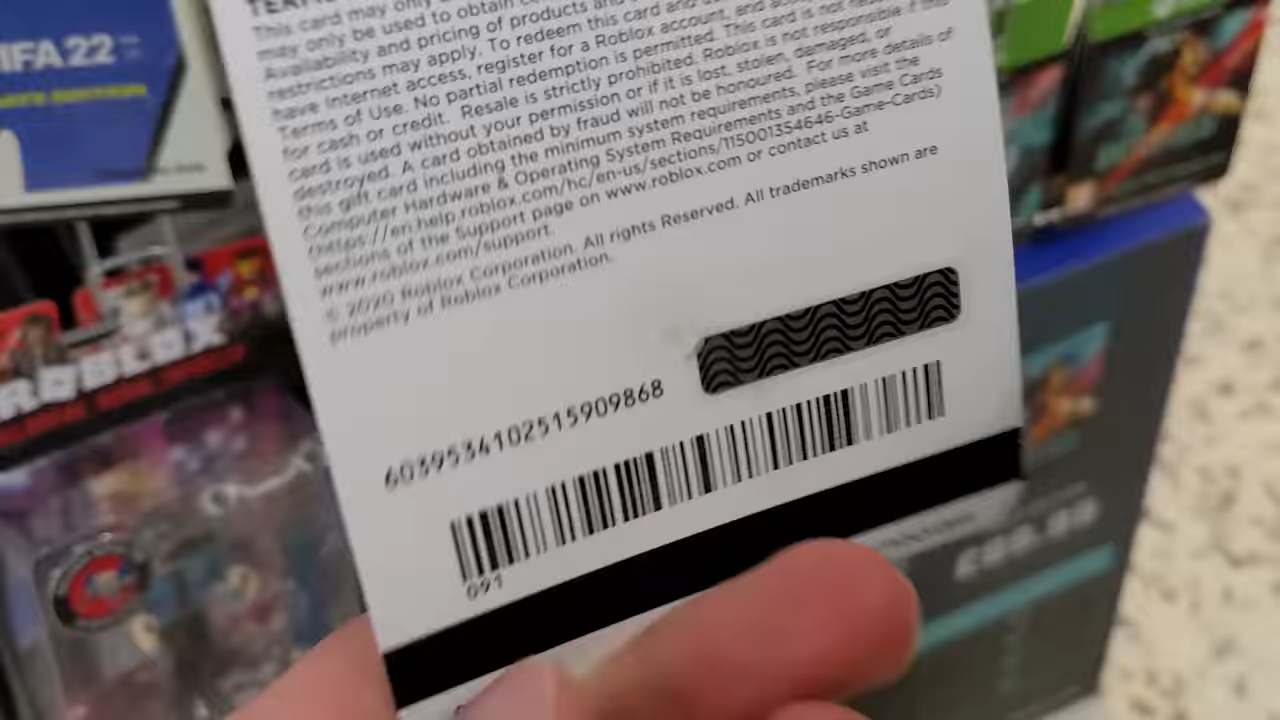 This card may only
may only be used to obtain
Availability and pricing of products and
restrictions may apply. To redeem this card and
have Internet access, register for a Roblox account, and
Terms of Use. No partial redemption is permitted. This card is not
for cash or credit. Resale is strictly prohibited. Roblox is not responsible if this
card is used without your permission or if it is lost, stolen, damaged, or
destroyed. A card obtained by fraud will not be honoured. For more details of
this gift card including the minimum system requirements, please visit the
Computer Hardware & Operating System Requirements and the Game Cards
(https://en.help.roblox.com/hc/en-us/sections/115001354646-Game-Cards)
sections of the Support page on www.roblox.com or contact us at
www.roblox.com/support.
© 2020 Roblox Corporation. All rights Reserved. All trademarks shown are
property of Roblox Corporation.
6039534102515909868
091
FIFA 22
ROBLOX